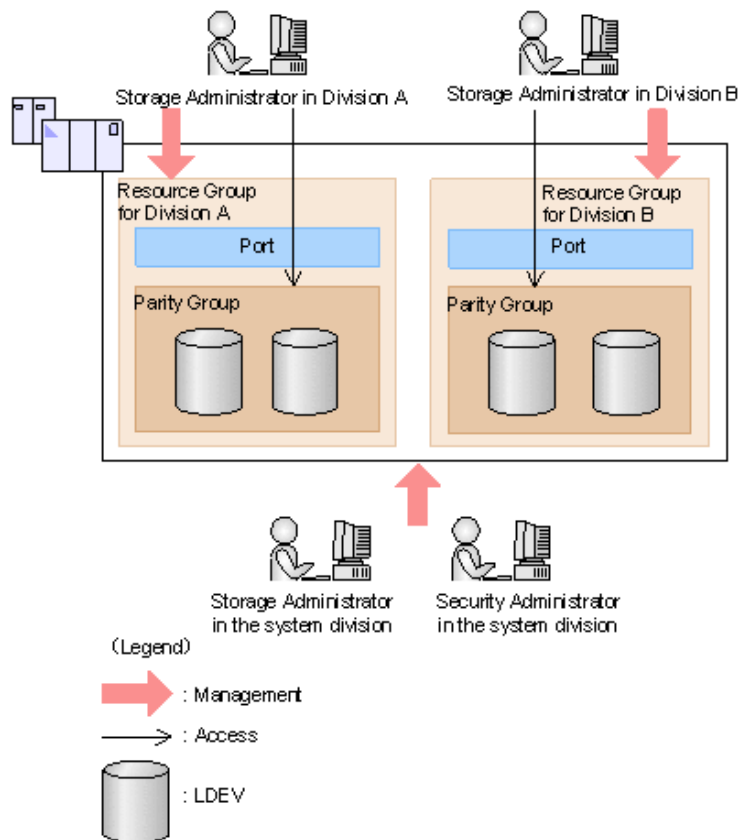 Storage Administrator in Division A
Storage Administrator in Division B
Resource Group
for Division A
Resource Group
for Division B
Port
Port
Parity Group
Parity Group
Storage Administrator
in the system division
Security Administrator
in the system division
(Legend)
: Management
: Access
: LDEV